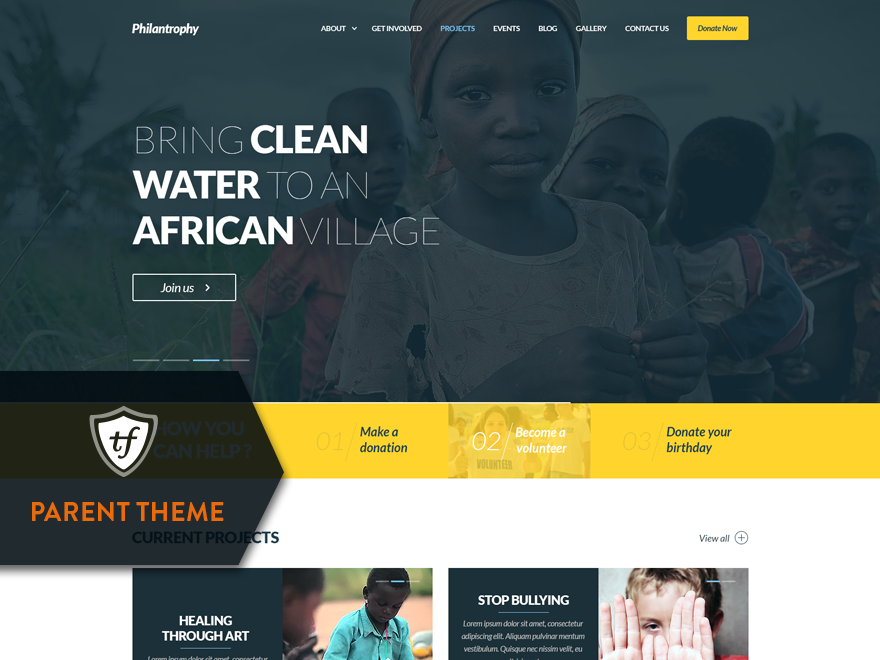 Philantrophy
ABOUT GET INVOLVED PROJECTS EVENTS BLOG GALLERY CONTACT US Donate Now
BRING CLEAN
WATER TO AN
AFRICAN VILLAGE
Join us
HOW YOU
CAN HELP ?
01 Make a
donation
02 Become a
volunteer
VOLUNTEER
03 Donate your
birthday
tf
PARENT THEME
CURRENT PROJECTS
View all
HEALING
THROUGH ART
Lorem ipsum dolor sit amet, consectetur
STOP BULLYING
Lorem ipsum dolor sit amet, consectetur
adipiscing elit. Aliquam pulvinar mentum
vestibulum. Quisque nec nissim velit, eu